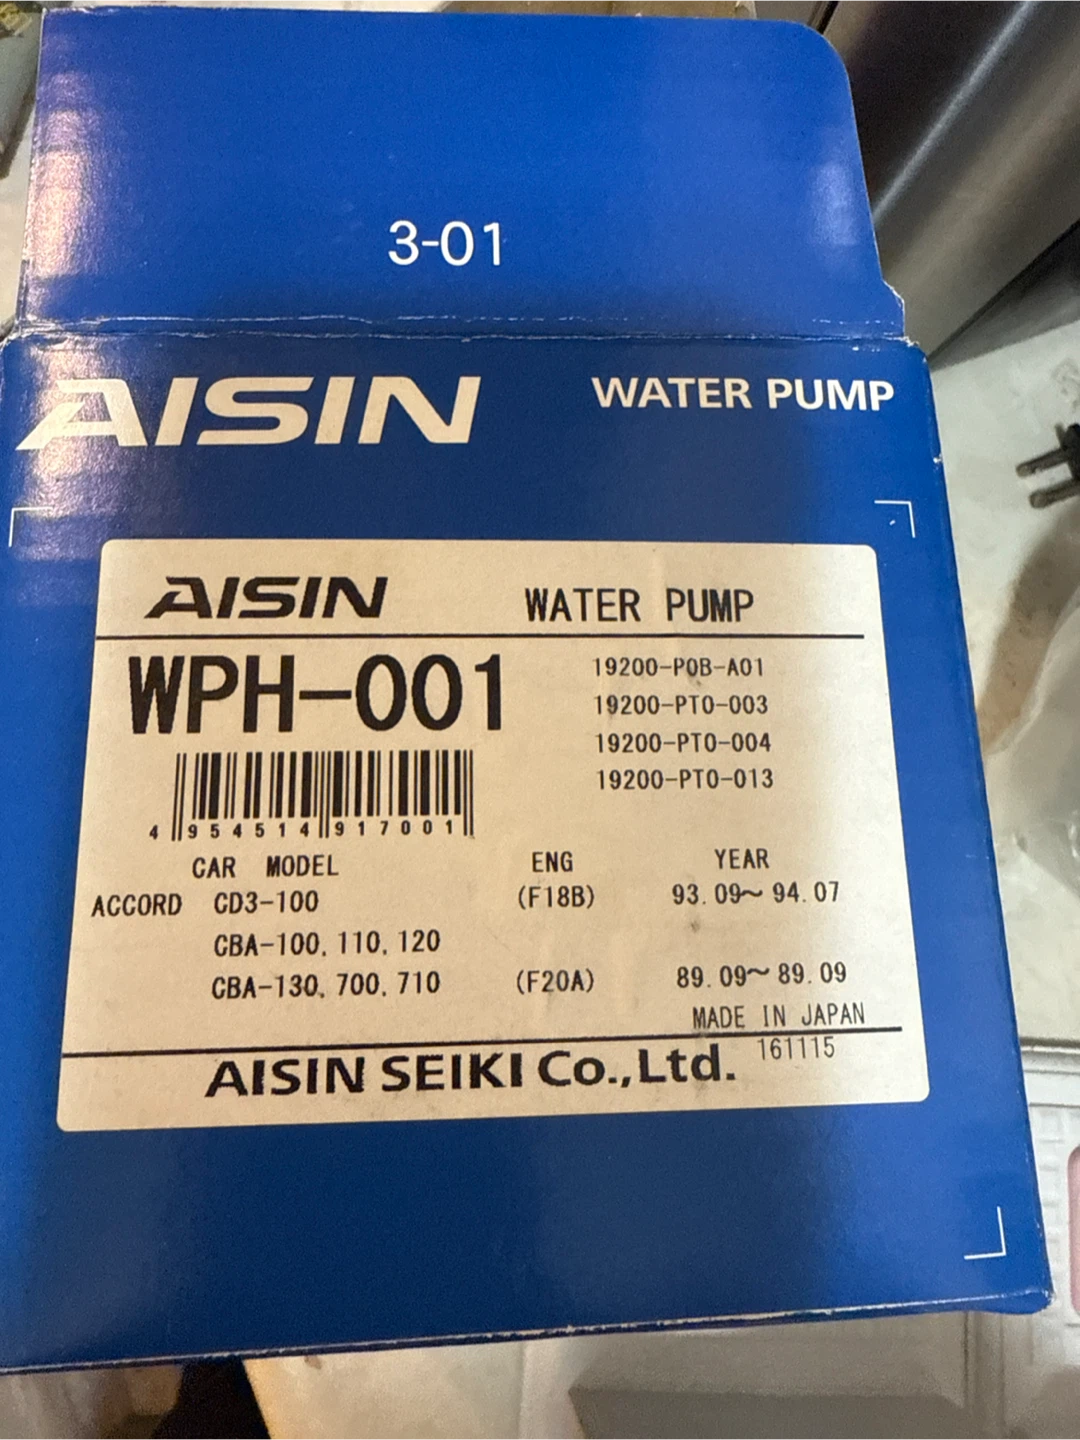 3-01
AISIN WATER PUMP
AISIN WATER PUMP
WPH-001
19200-P0B-A01
19200-PT0-003
19200-PT0-004
19200-PT0-013
4 954514 917001
CAR MODEL ENG YEAR
ACCORD CD3-100 (F18B) 93.09~94.07
CBA-100,110,120
CBA-130,700,710 (F20A) 89.09~89.09
MADE IN JAPAN
AISIN SEIKI Co.,Ltd. 161115